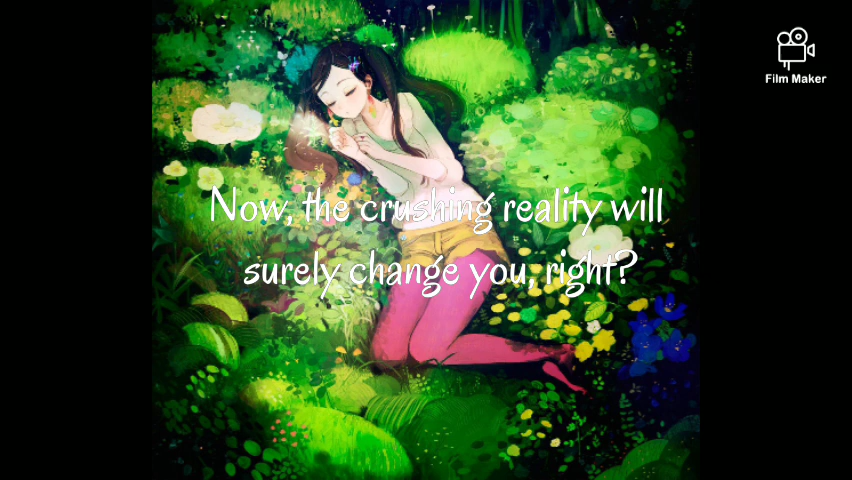 Film Maker
Now, the crushing reality will
surely change you, right?